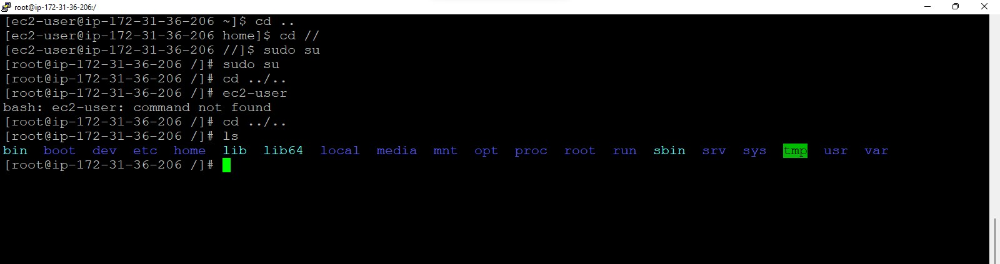 root@ip-172-31-36-206:/
[ec2-user@ip-172-31-36-206 ~]$ cd ..
[ec2-user@ip-172-31-36-206 home]$ cd //
[ec2-user@ip-172-31-36-206 //]$ sudo su
[root@ip-172-31-36-206 /]# sudo su
[root@ip-172-31-36-206 /]# cd ../..
[root@ip-172-31-36-206 /]# ec2-user
bash: ec2-user: command not found
[root@ip-172-31-36-206 /]# cd ../..
[root@ip-172-31-36-206 /]# ls
bin boot dev etc home lib lib64 local media mnt opt proc root run sbin srv sys tmp usr var
[root@ip-172-31-36-206 /]#